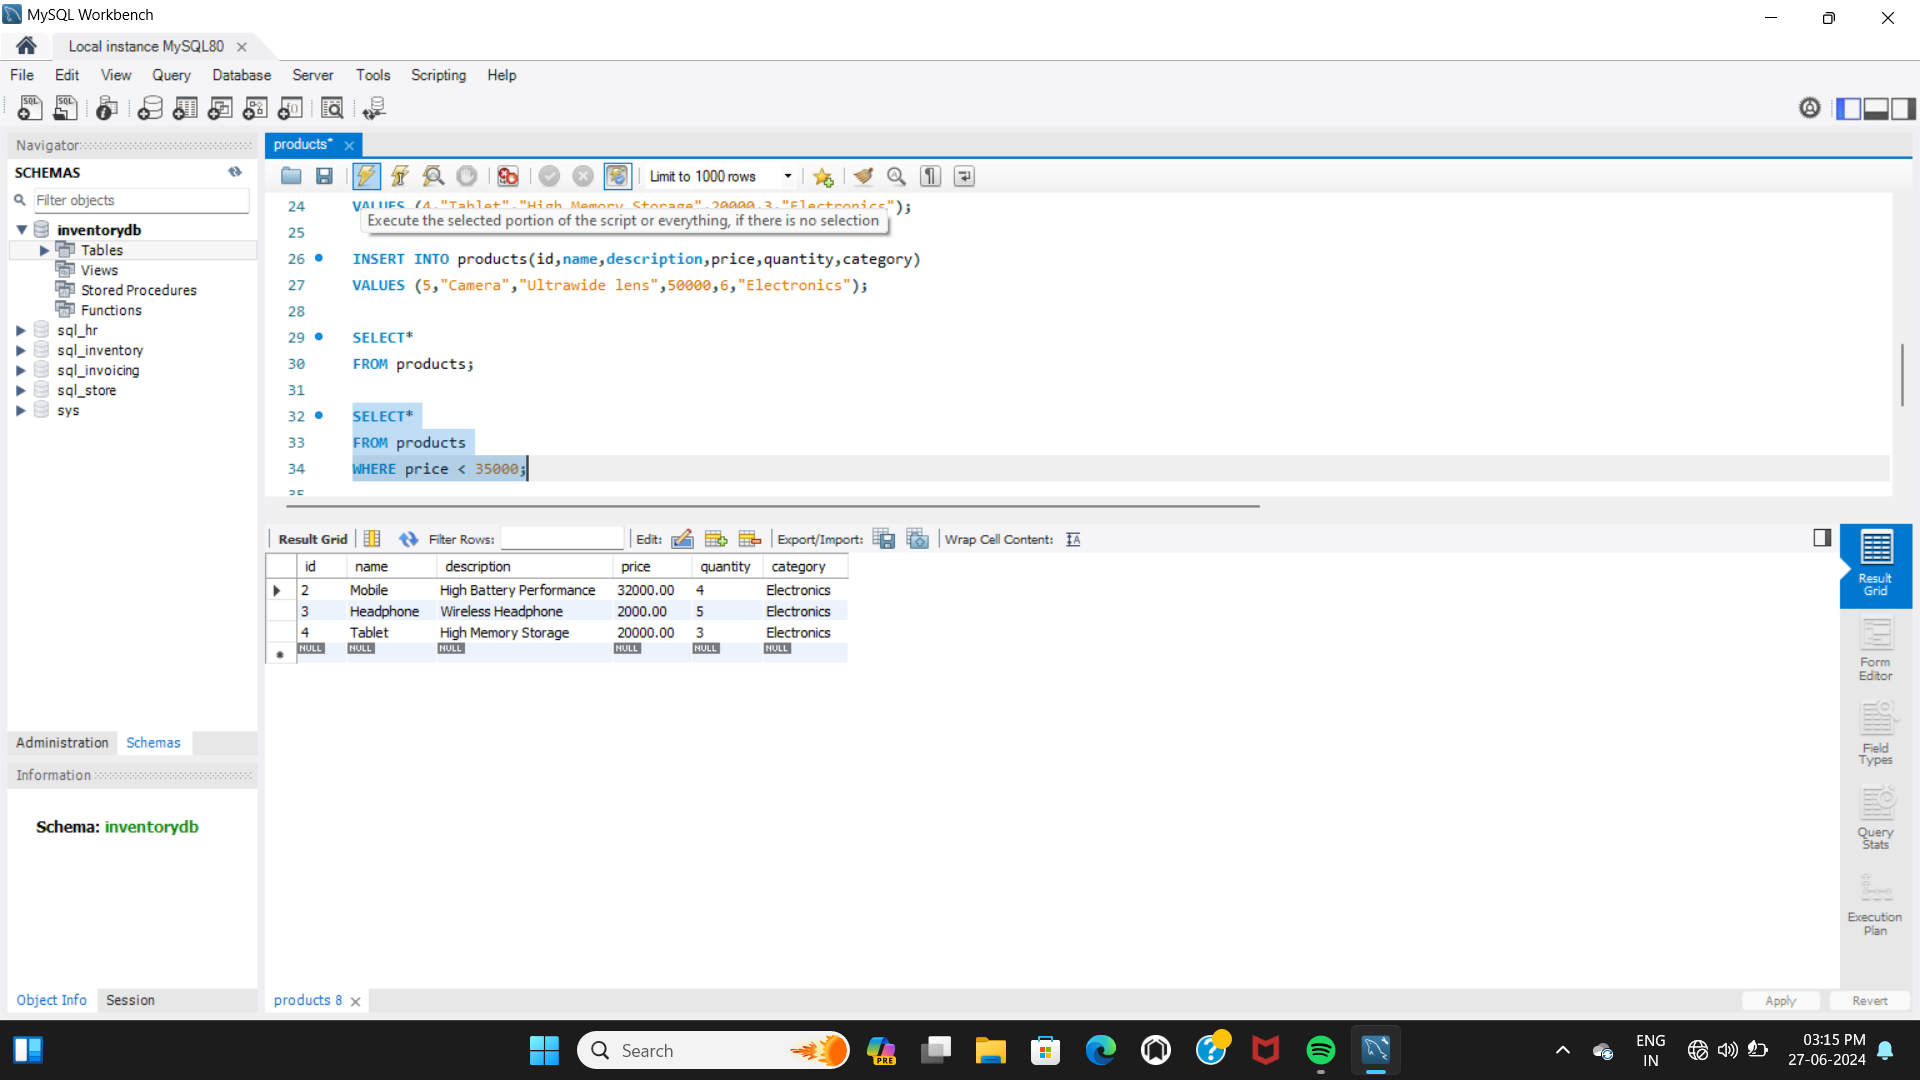 MySQL Workbench
Local instance MySQL80
File Edit View Query Database Server Tools Scripting Help
Navigator
SCHEMAS
Filter objects
inventorydb
Tables
Views
Stored Procedures
Functions
sql_hr
sql_inventory
sql_invoicing
sql_store
sys
Administration Schemas
Information
Schema: inventorydb
Object Info Session
products*
Limit to 1000 rows
24 VALUES (4,"Tablet","High Memory Storage",20000,3,"Electronics");
Execute the selected portion of the script or everything, if there is no selection
25
26 INSERT INTO products(id,name,description,price,quantity,category)
27 VALUES (5,"Camera","Ultrawide lens",50000,6,"Electronics");
28
29 SELECT*
30 FROM products;
31
32 SELECT*
33 FROM products
34 WHERE price < 35000;
35
Result Grid Filter Rows: Edit: Export/Import: Wrap Cell Content:
id name description price quantity category
2 Mobile High Battery Performance 32000.00 4 Electronics
3 Headphone Wireless Headphone 2000.00 5 Electronics
4 Tablet High Memory Storage 20000.00 3 Electronics
NULL NULL NULL NULL NULL NULL
Result
Grid
Form
Editor
Field
Types
Query
Stats
Execution
Plan
products 8
Apply Revert
Search
PRE
ENG
IN
03:15 PM
27-06-2024